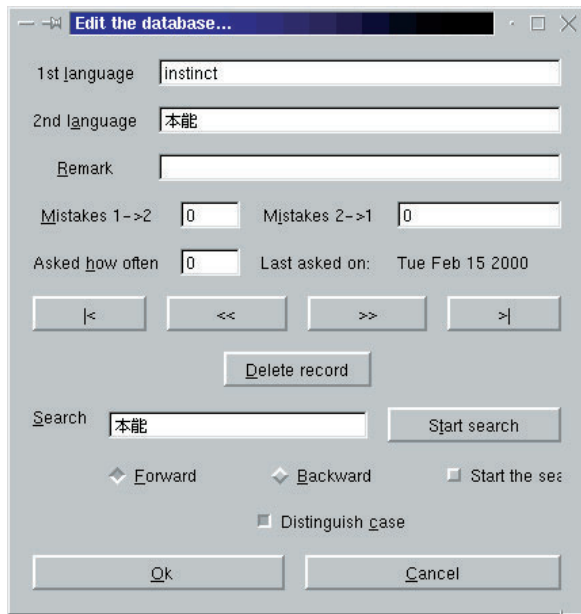 Edit the database...
1st language instinct
2nd language 本能
Remark
Mistakes 1->2 0 Mistakes 2->1 0
Asked how often 0 Last asked on: Tue Feb 15 2000
|< << >> >|
Delete record
Search 本能 Start search
Forward Backward Start the sea
Distinguish case
Ok Cancel